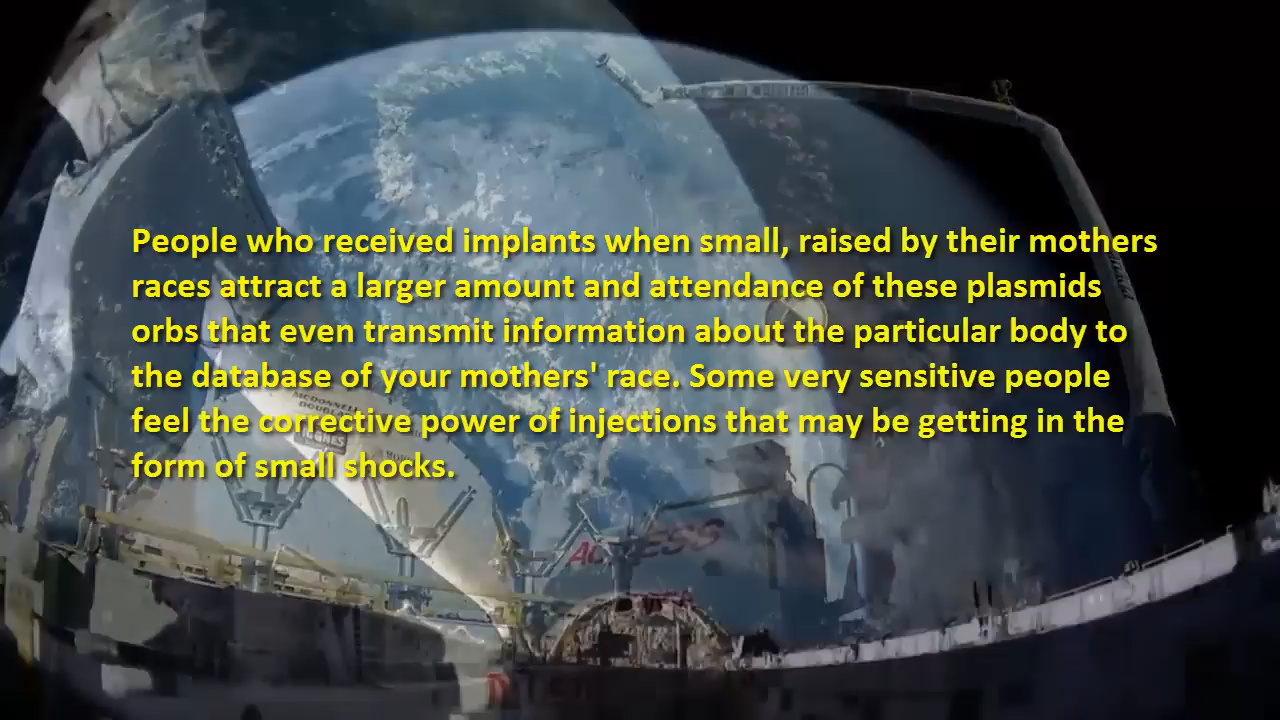 People who received implants when small, raised by their mothers
races attract a larger amount and attendance of these plasmids
orbs that even transmit information about the particular body to
the database of your mothers' race. Some very sensitive people
feel the corrective power of injections that may be getting in the
form of small shocks.
MCDONNELL
DOUGLAS